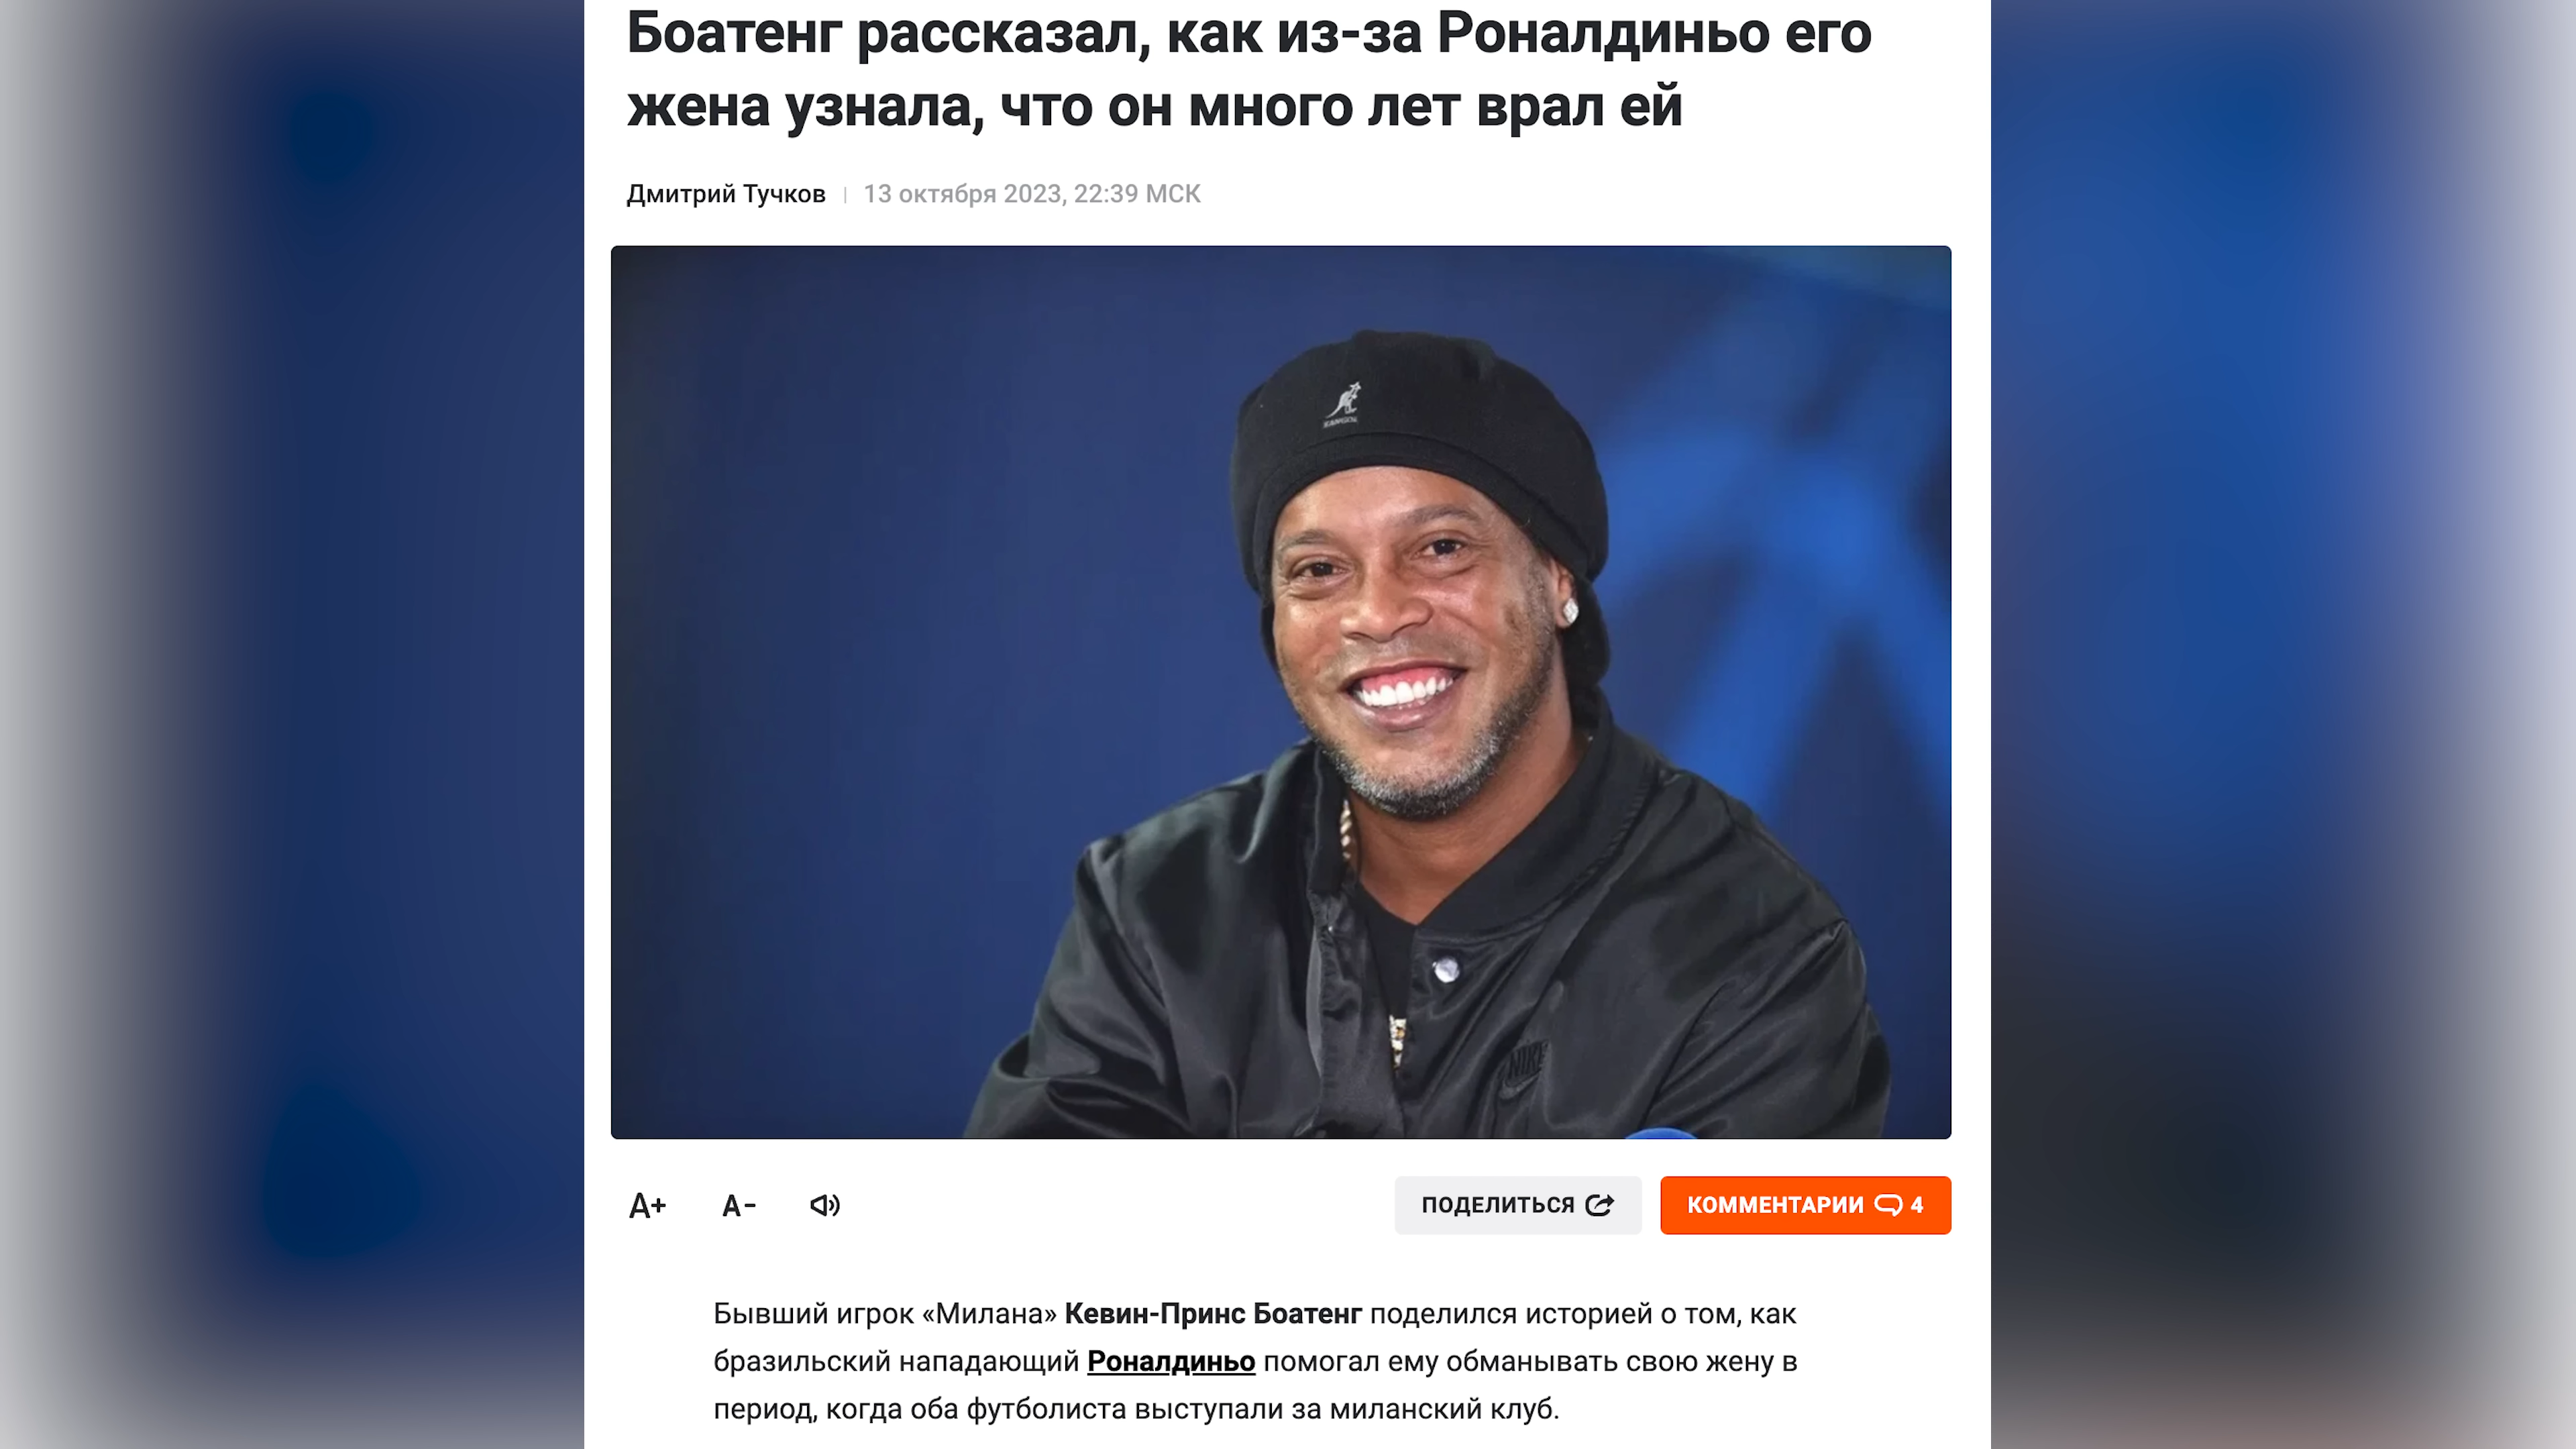 Боатенг рассказал, как из-за Роналдиньо его
жена узнала, что он много лет врал ей
Дмитрий Тучков | 13 октября 2023, 22:39 МСК
KANGOL
NIKE
A+ A- ПОДЕЛИТЬСЯ КОММЕНТАРИИ 4
Бывший игрок «Милана» Кевин-Принс Боатенг поделился историей о том, как
бразильский нападающий Роналдиньо помогал ему обманывать свою жену в
период, когда оба футболиста выступали за миланский клуб.